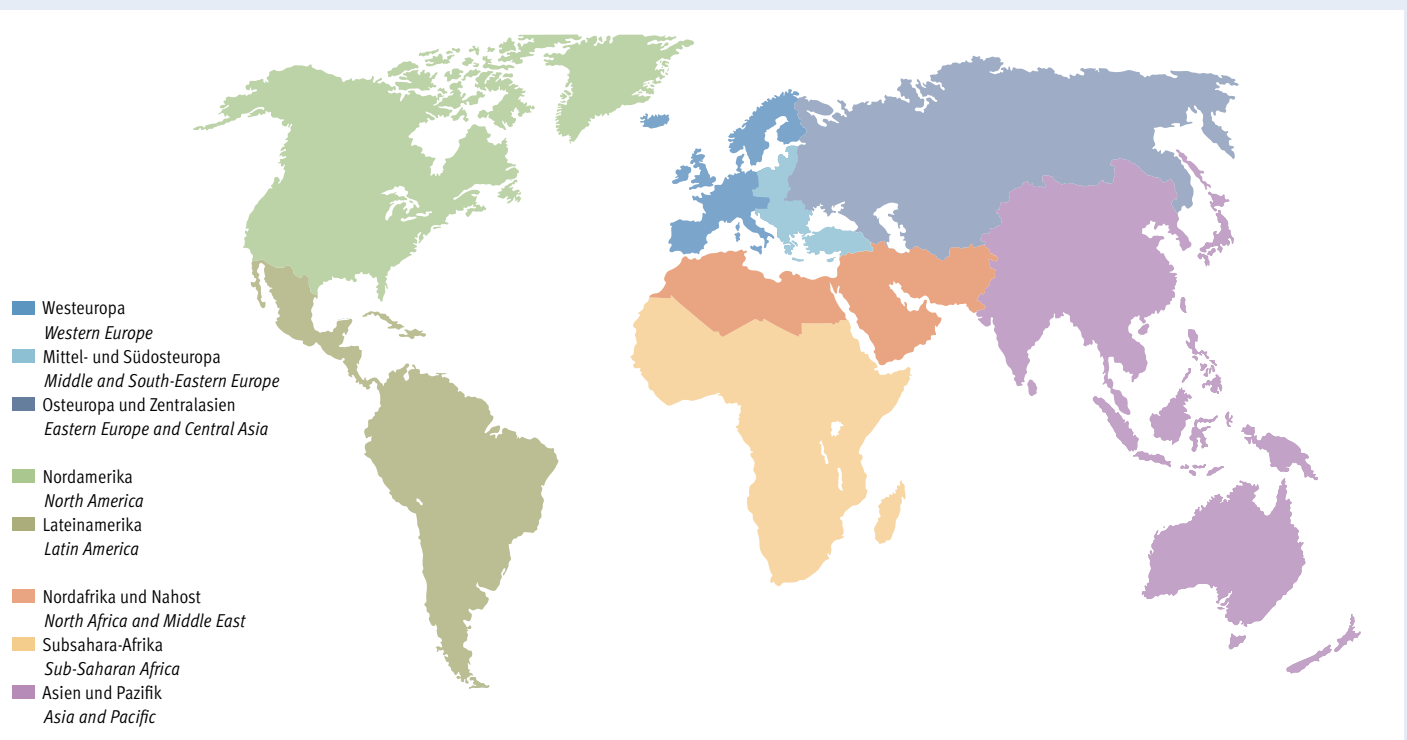 Westeuropa
Western Europe
Mittel- und Südosteuropa
Middle and South-Eastern Europe
Osteuropa und Zentralasien
Eastern Europe and Central Asia
Nordamerika
North America
Lateinamerika
Latin America
Nordafrika und Nahost
North Africa and Middle East
Subsahara-Afrika
Sub-Saharan Africa
Asien und Pazifik
Asia and Pacific